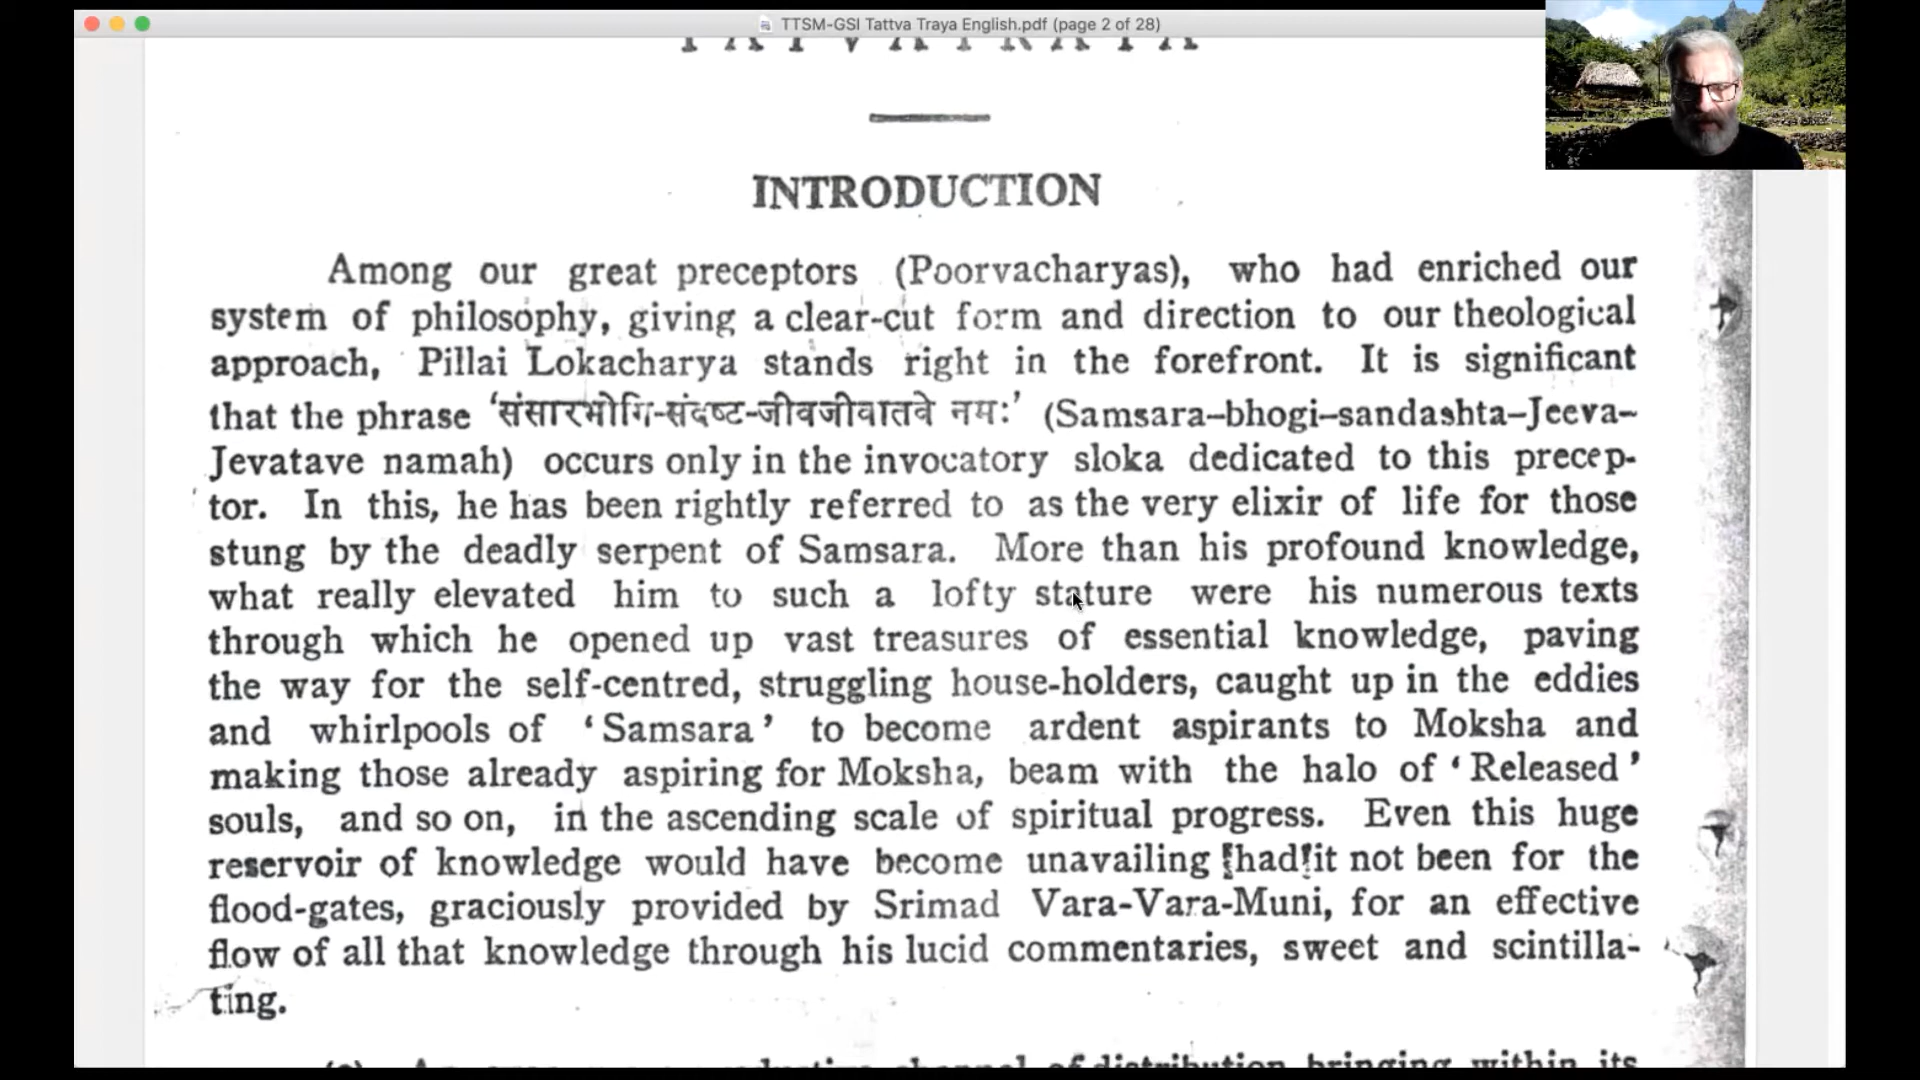 TTSM-GSI Tattva Traya English.pdf (page 2 of 28)
TATVATRAYA
INTRODUCTION
Among our great preceptors (Poorvacharyas), who had enriched our
system of philosophy, giving a clear-cut form and direction to our theological
approach, Pillai Lokacharya stands right in the forefront. It is significant
that the phrase ‘संसारभोगि-संदष्ट-जीवजीवातवे नमः’ (Samsara–bhogi–sandashta–Jeeva–
Jevatave namah) occurs only in the invocatory sloka dedicated to this precep-
tor. In this, he has been rightly referred to as the very elixir of life for those
stung by the deadly serpent of Samsara. More than his profound knowledge,
what really elevated him to such a lofty stature were his numerous texts
through which he opened up vast treasures of essential knowledge, paving
the way for the self-centred, struggling house-holders, caught up in the eddies
and whirlpools of ‘Samsara’ to become ardent aspirants to Moksha and
making those already aspiring for Moksha, beam with the halo of ‘Released’
souls, and so on, in the ascending scale of spiritual progress. Even this huge
reservoir of knowledge would have become unavailing had it not been for the
flood-gates, graciously provided by Srimad Vara-Vara-Muni, for an effective
flow of all that knowledge through his lucid commentaries, sweet and scintilla-
ting.
channel of distribution bringing within its